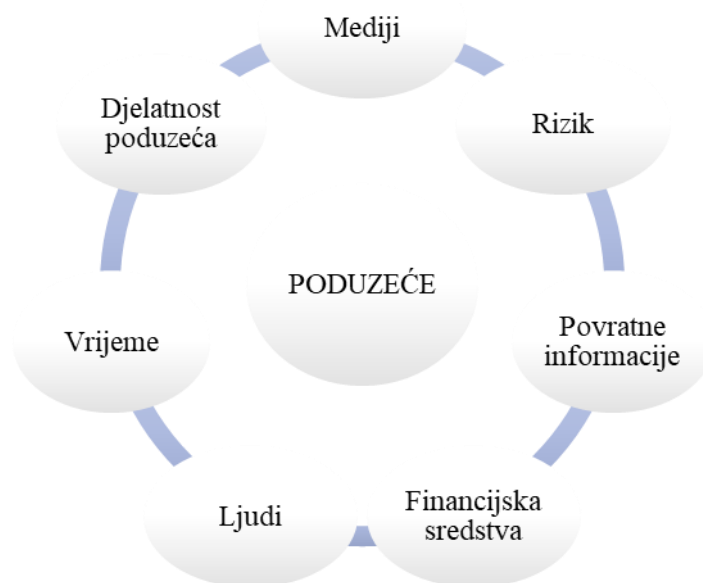 Mediji
Djelatnost
poduzeća
Rizik
PODUZEĆE
Vrijeme
Povratne
informacije
Ljudi
Financijska
sredstva